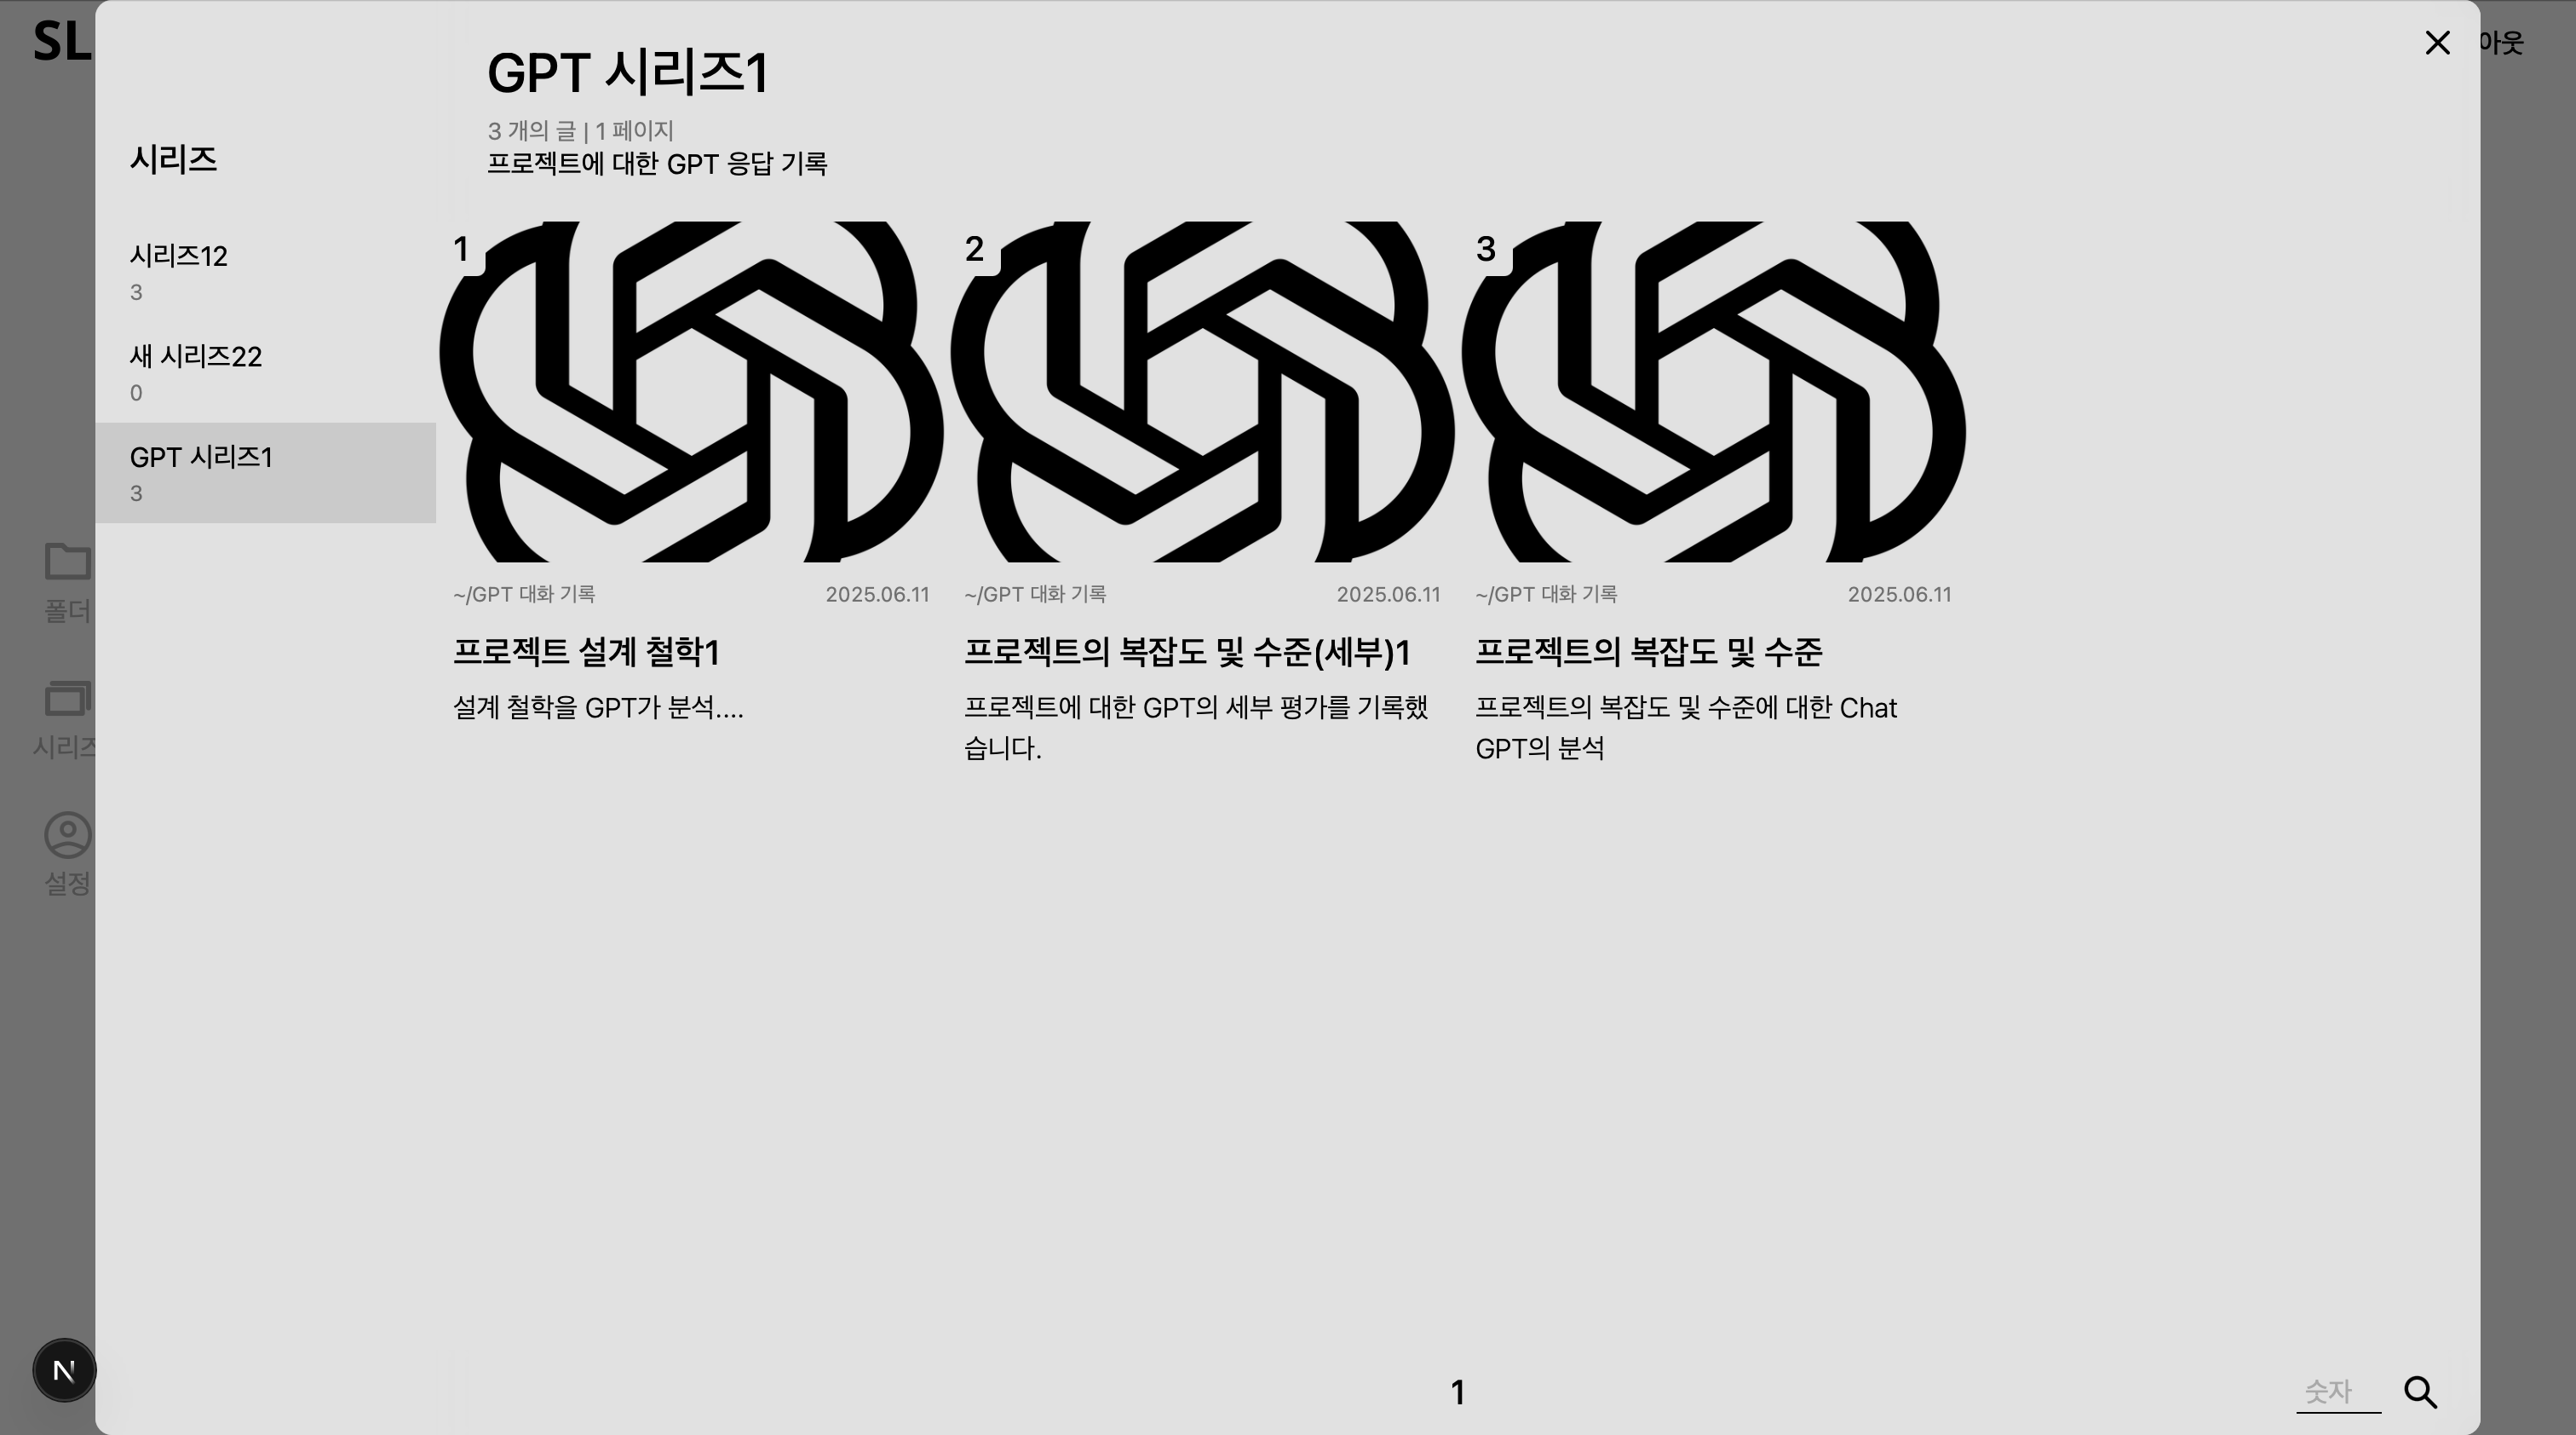 SL
아웃
폴더
시리즈
설정
N
시리즈
시리즈12
3
새 시리즈22
0
GPT 시리즈1
3
GPT 시리즈1
3 개의 글 | 1 페이지
프로젝트에 대한 GPT 응답 기록
1
~/GPT 대화 기록 2025.06.11
프로젝트 설계 철학1
설계 철학을 GPT가 분석....
2
~/GPT 대화 기록 2025.06.11
프로젝트의 복잡도 및 수준(세부)1
프로젝트에 대한 GPT의 세부 평가를 기록했
습니다.
3
~/GPT 대화 기록 2025.06.11
프로젝트의 복잡도 및 수준
프로젝트의 복잡도 및 수준에 대한 Chat
GPT의 분석
1
숫자